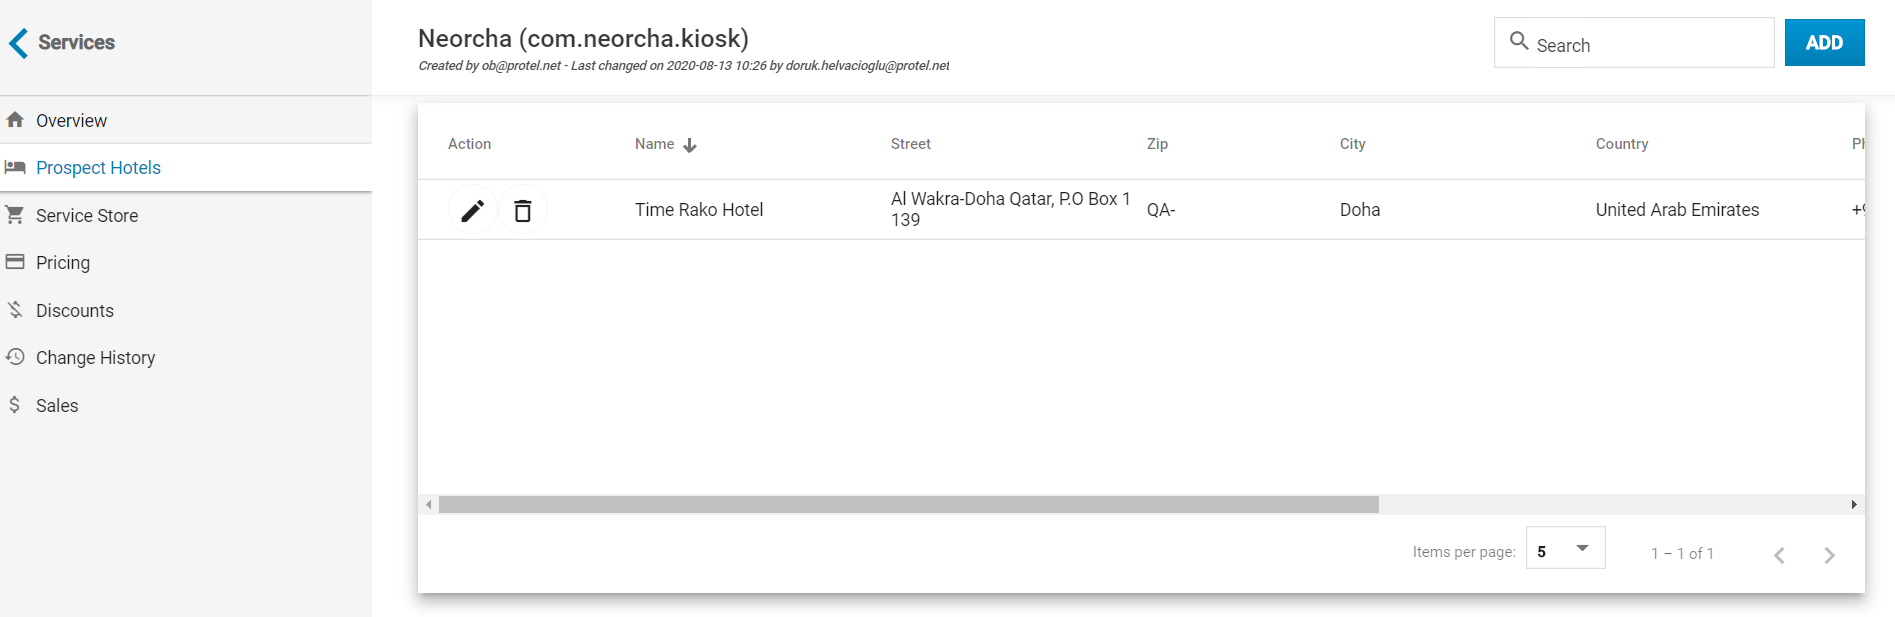 Services
Overview
Prospect Hotels
Service Store
Pricing
Discounts
Change History
Sales
Neorcha (com.neorcha.kiosk)
Created by ob@protel.net - Last changed on 2020-08-13 10:26 by doruk.helvacioglu@protel.net
Search
ADD
Action Name Street Zip City Country
Time Rako Hotel Al Wakra-Doha Qatar, P.O Box 1 QA- Doha United Arab Emirates
139
Items per page: 5 1 – 1 of 1